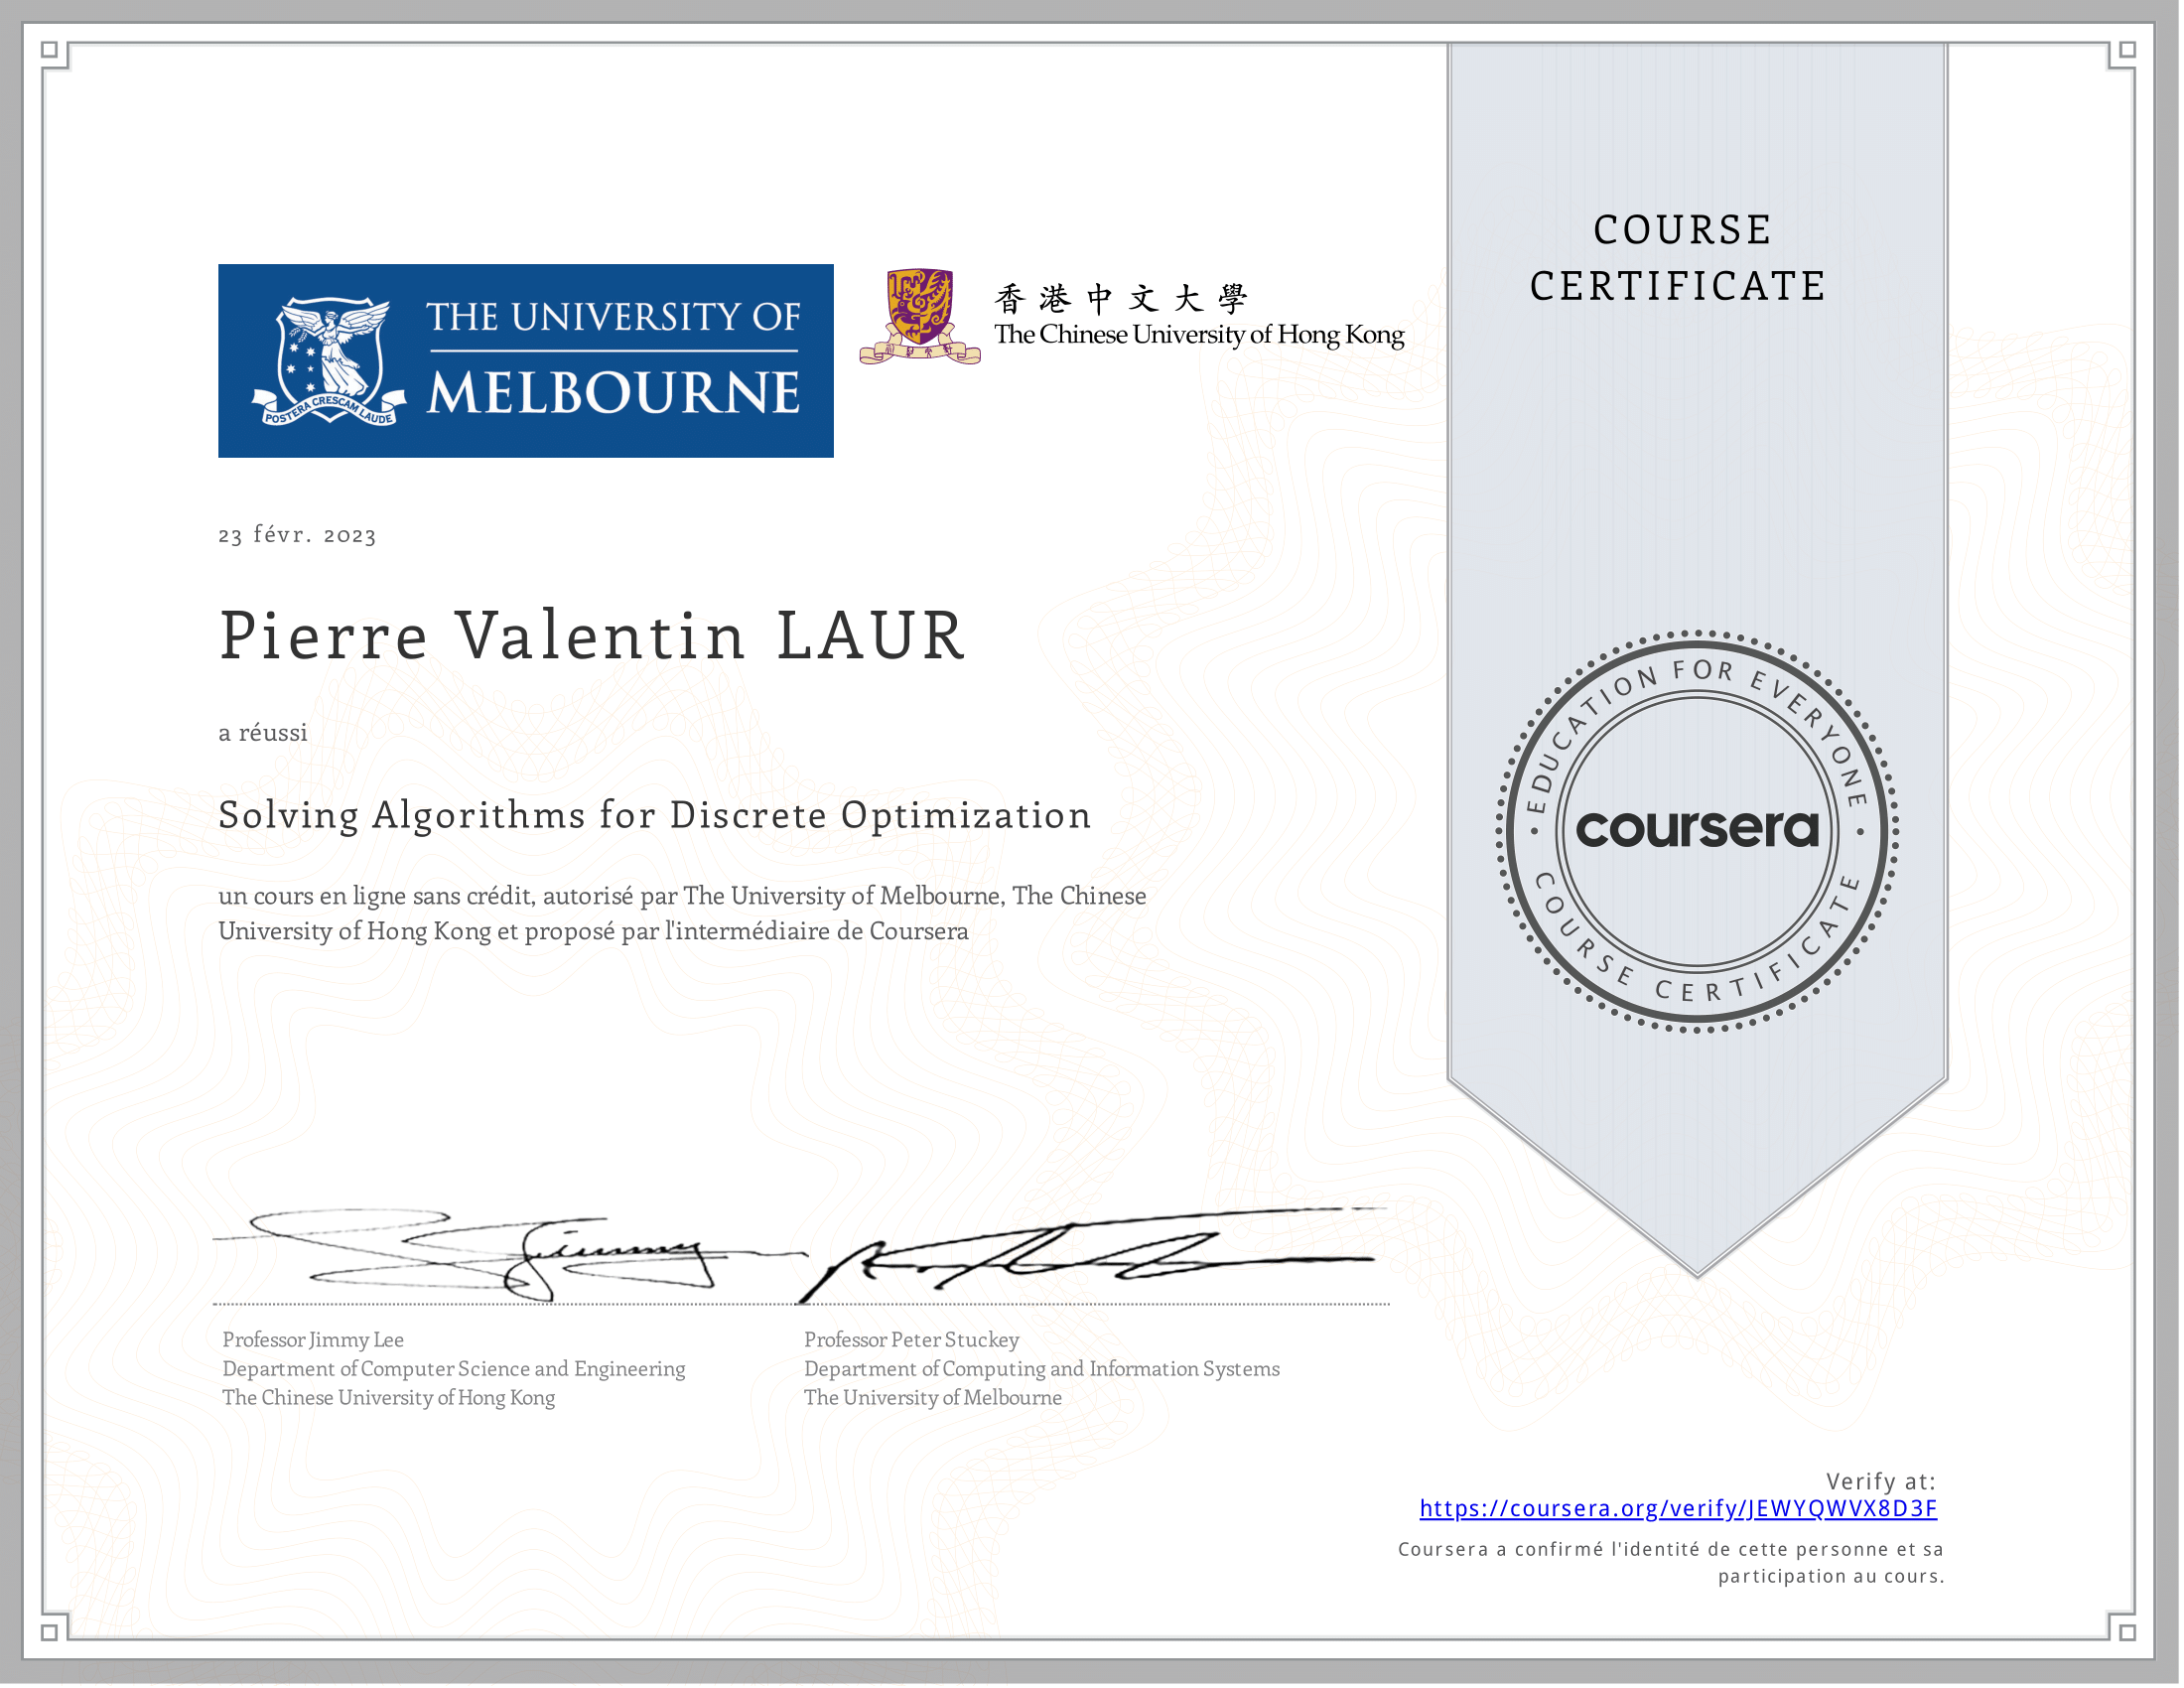 THE UNIVERSITY OF
MELBOURNE
POSTERA CRESCAM LAUDE
香港中文大學
The Chinese University of Hong Kong
COURSE
CERTIFICATE
23 févr. 2023
Pierre Valentin LAUR
a réussi
Solving Algorithms for Discrete Optimization
un cours en ligne sans crédit, autorisé par The University of Melbourne, The Chinese
University of Hong Kong et proposé par l'intermédiaire de Coursera
EDUCATION FOR EVERYONE
coursera
COURSE CERTIFICATE
Jimmy
Professor Jimmy Lee
Department of Computer Science and Engineering
The Chinese University of Hong Kong
Professor Peter Stuckey
Department of Computing and Information Systems
The University of Melbourne
Verify at:
https://coursera.org/verify/JEWYQWVX8D3F
Coursera a confirmé l'identité de cette personne et sa
participation au cours.